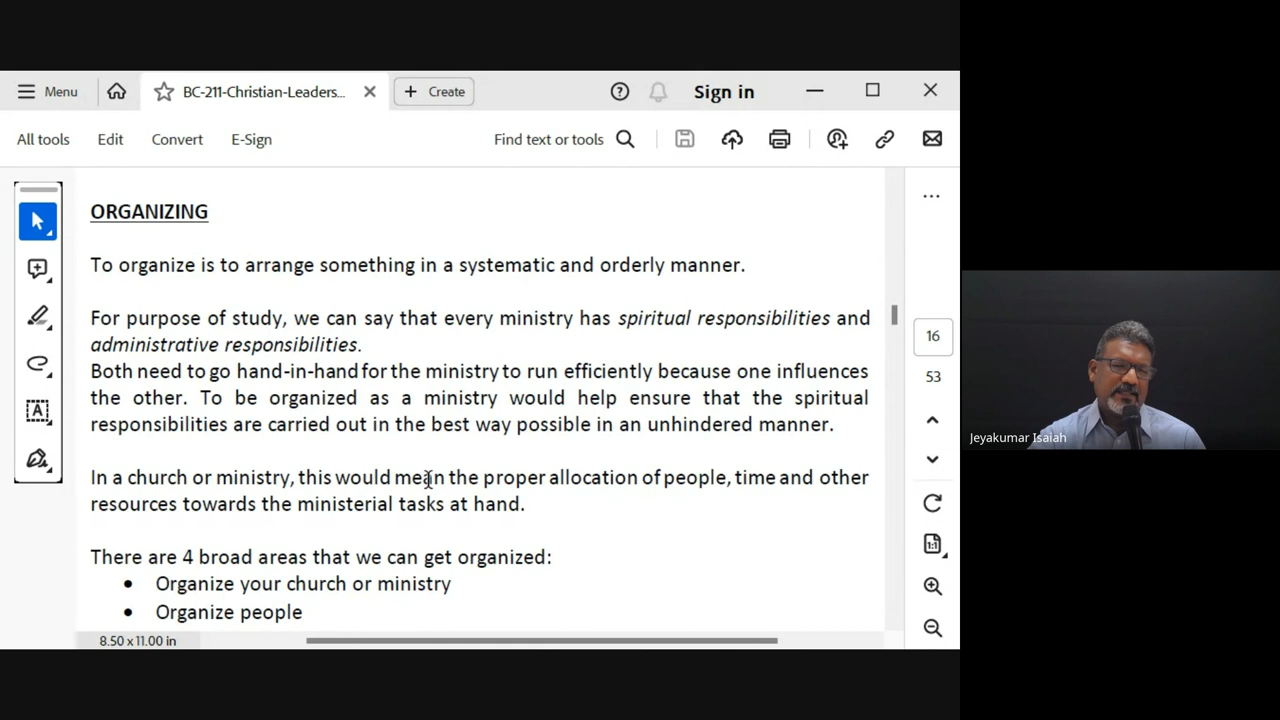 Menu
BC-211-Christian-Leaders...
Create
Sign in
All tools
Edit
Convert
E-Sign
Find text or tools
ORGANIZING
To organize is to arrange something in a systematic and orderly manner.
For purpose of study, we can say that every ministry has spiritual responsibilities and
administrative responsibilities.
Both need to go hand-in-hand for the ministry to run efficiently because one influences
the other. To be organized as a ministry would help ensure that the spiritual
responsibilities are carried out in the best way possible in an unhindered manner.
In a church or ministry, this would mean the proper allocation of people, time and other
resources towards the ministerial tasks at hand.
There are 4 broad areas that we can get organized:
• Organize your church or ministry
• Organize people
8.50 x 11.00 in
16
53
1:1
Jeyakumar Isaiah